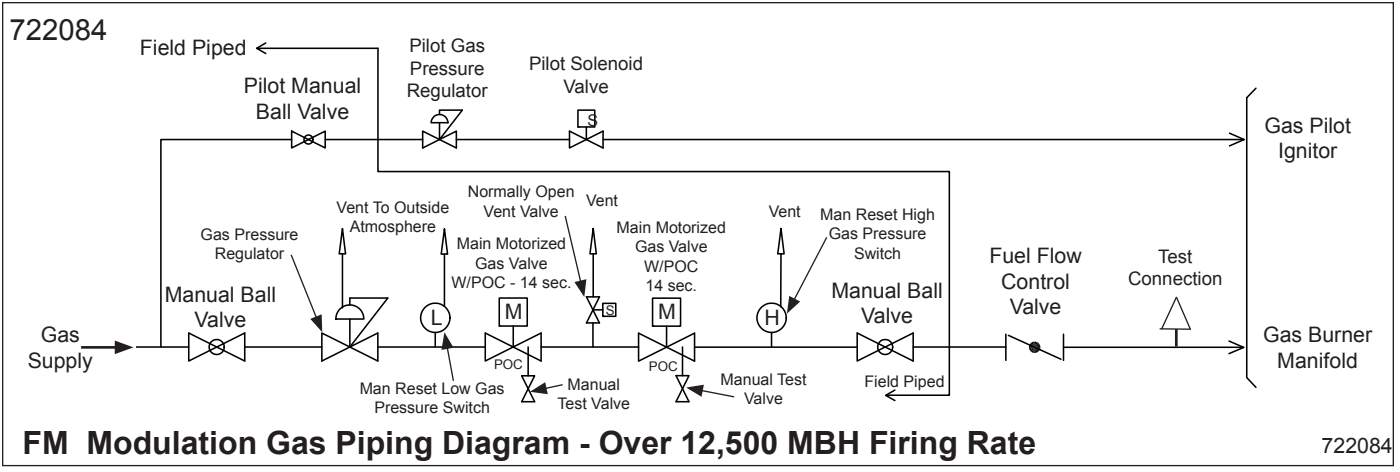 722084
Field Piped
Pilot Manual
Ball Valve
Pilot Gas
Pressure
Regulator
Pilot Solenoid
Valve
S
Gas Pilot
Ignitor
Gas Pressure
Regulator
Vent To Outside
Atmosphere
Normally Open
Vent Valve
Vent
Main Motorized
Gas Valve
W/POC - 14 sec.
Main Motorized
Gas Valve
W/POC
14 sec.
Vent
Man Reset High
Gas Pressure
Switch
Fuel Flow
Control
Valve
Test
Connection
Manual Ball
Valve
Manual Ball
Valve
L
M
S
M
H
Gas
Supply
Gas Burner
Manifold
POC
POC
Man Reset Low Gas
Pressure Switch
Manual
Test Valve
Manual Test
Valve
Field Piped
FM Modulation Gas Piping Diagram - Over 12,500 MBH Firing Rate
722084